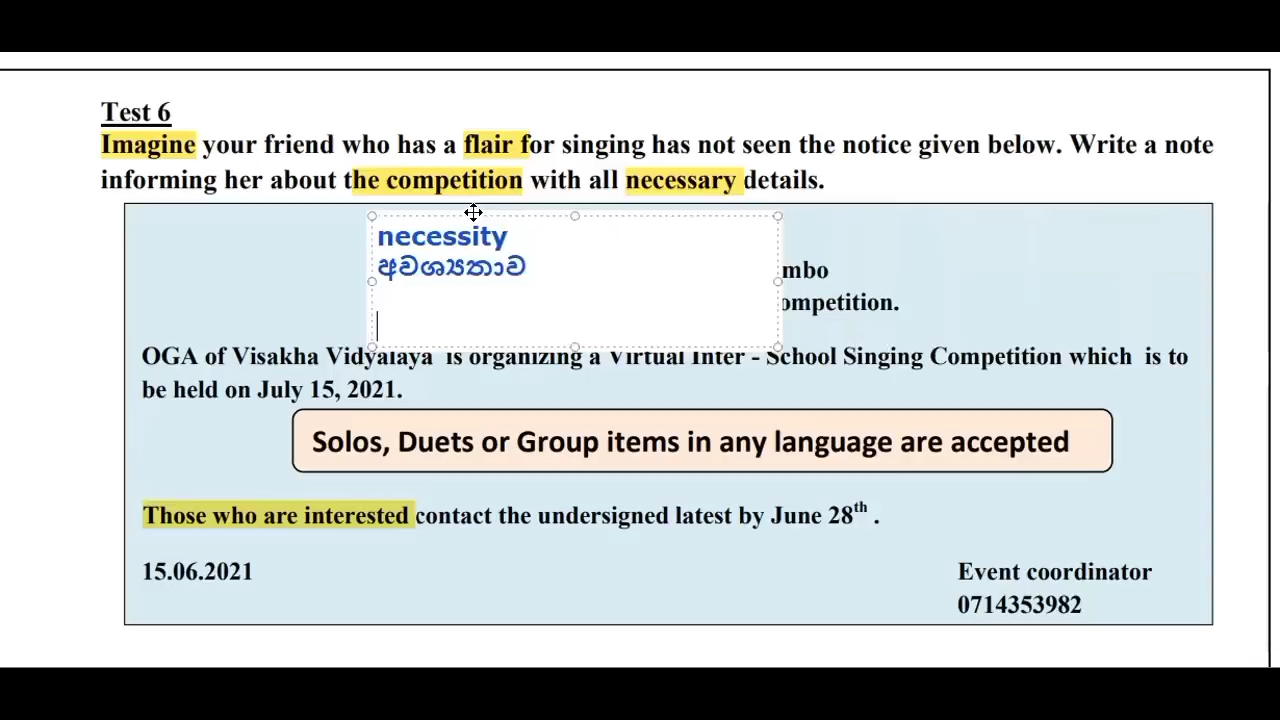 Test 6
Imagine your friend who has a flair for singing has not seen the notice given below. Write a note
informing her about the competition with all necessary details.
necessity
අවශ්‍යතාව
mbo
ompetition.
OGA of Visakha Vidyalaya is organizing a Virtual Inter - School Singing Competition which is to
be held on July 15, 2021.
Solos, Duets or Group items in any language are accepted
Those who are interested contact the undersigned latest by June 28th .
15.06.2021 Event coordinator
0714353982